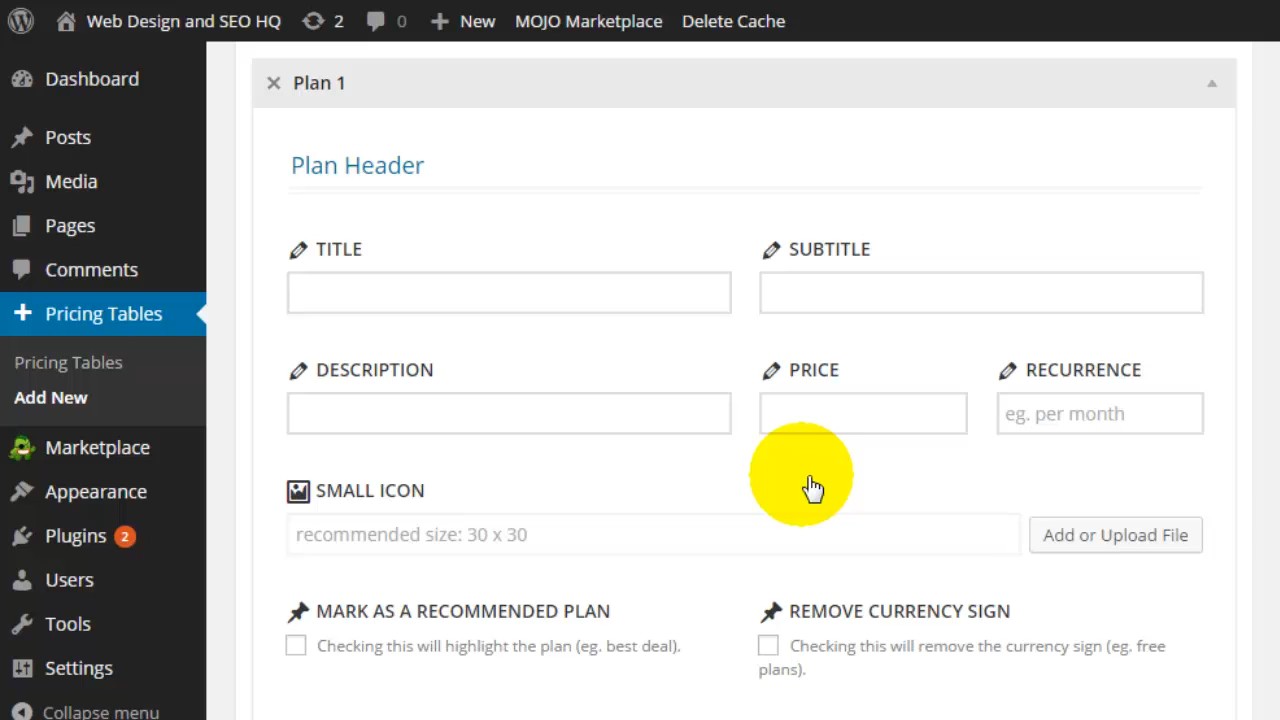 Web Design and SEO HQ 2 0 New MOJO Marketplace Delete Cache
Dashboard
Posts
Media
Pages
Comments
Pricing Tables
Pricing Tables
Add New
Marketplace
Appearance
Plugins 2
Users
Tools
Settings
Collapse menu
Plan 1
Plan Header
TITLE SUBTITLE
DESCRIPTION PRICE RECURRENCE
eg. per month
SMALL ICON
recommended size: 30 x 30 Add or Upload File
MARK AS A RECOMMENDED PLAN REMOVE CURRENCY SIGN
Checking this will highlight the plan (eg. best deal). Checking this will remove the currency sign (eg. free
plans).